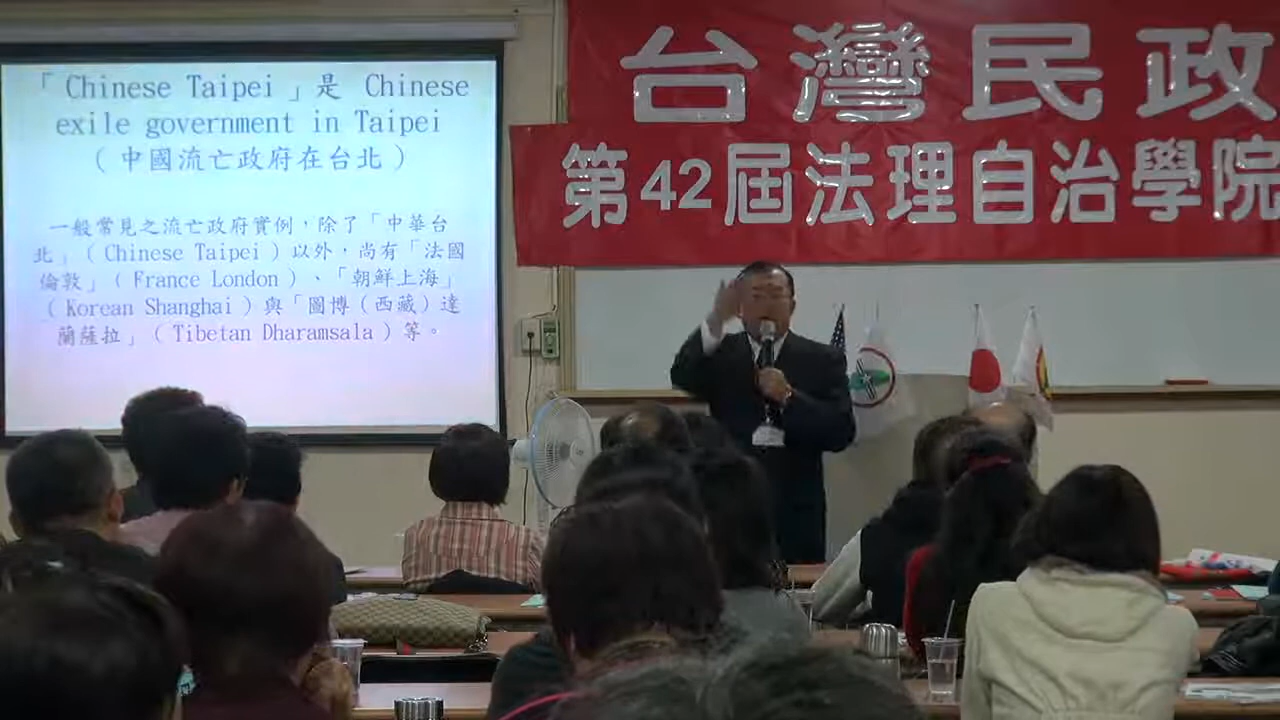 「 Chinese Taipei 」是 Chinese
exile government in Taipei
( 中國流亡政府在台北 )
一般常見之流亡政府實例，除了「中華台
北」( Chinese Taipei ) 以外，尚有「法國
倫敦」( France London ) 、「朝鮮上海」
( Korean Shanghai ) 與「圖博 ( 西藏 ) 達
蘭薩拉」( Tibetan Dharamsala ) 等。
台灣民政
第42屆法理自治學院